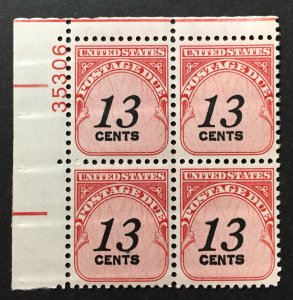 35306
UNITED STATES
POSTAGE DUE
13
CENTS
UNITED STATES
POSTAGE DUE
13
CENTS
UNITED STATES
POSTAGE DUE
13
CENTS
UNITED STATES
POSTAGE DUE
13
CENTS